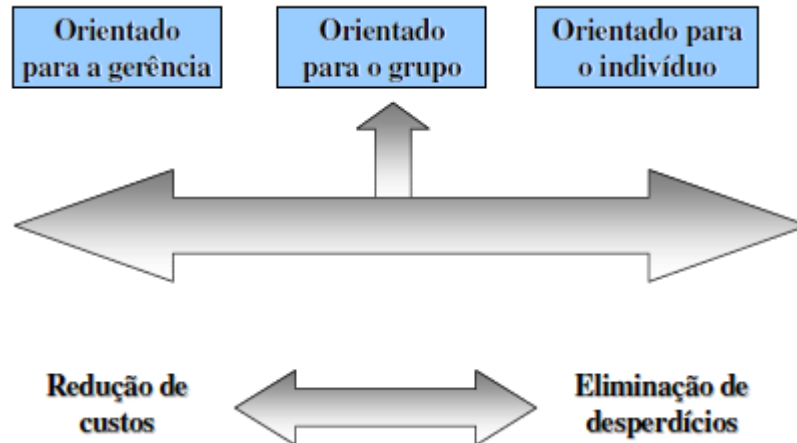 Orientado
para a gerência
Orientado
para o grupo
Orientado para
o indivíduo
Redução de
custos
Eliminação de
desperdícios